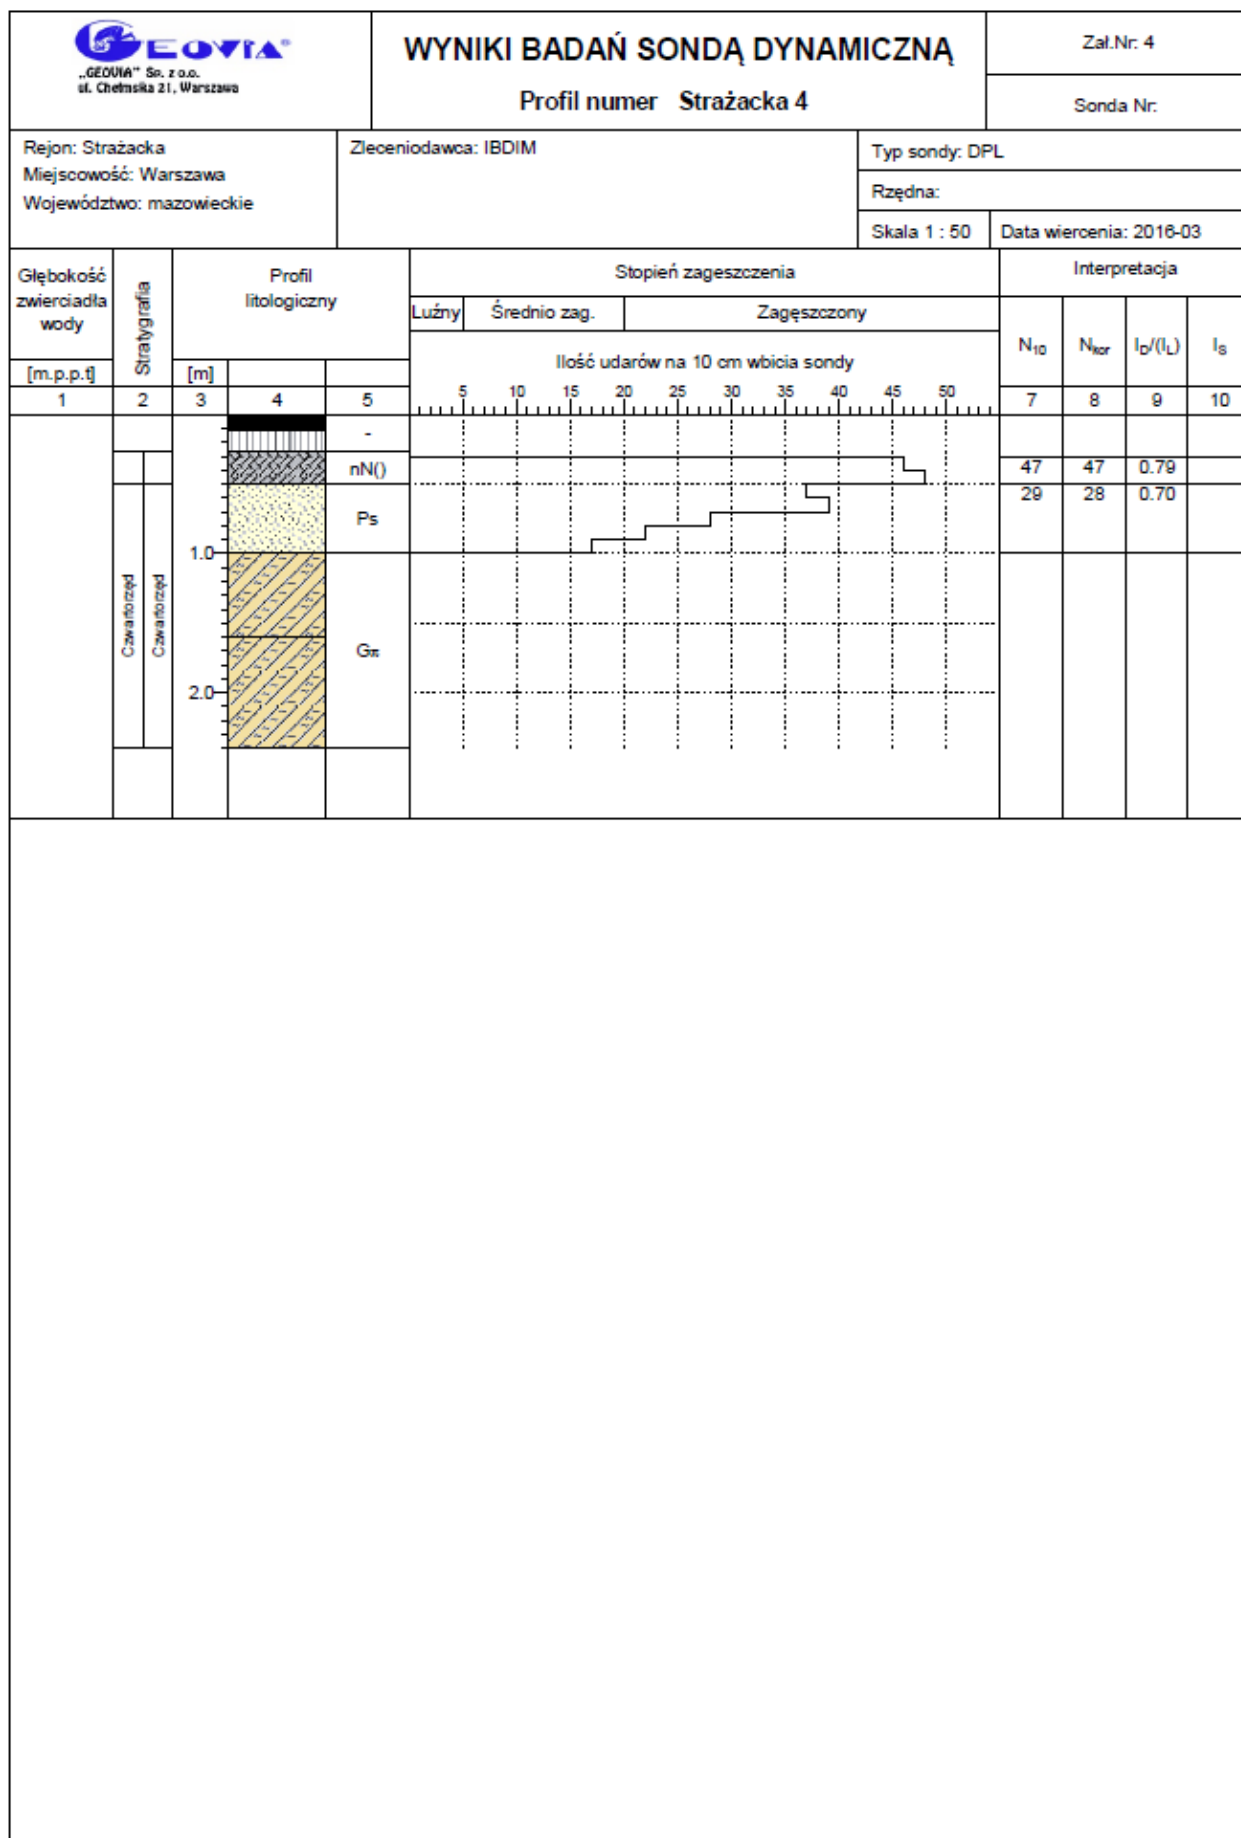 GEOVIA®
„GEOVIA” Sp. z o.o.
ul. Chełmska 21, Warszawa
WYNIKI BADAŃ SONDĄ DYNAMICZNĄ
Profil numer Strażacka 4
Zał.Nr: 4
Sonda Nr:
Rejon: Strażacka
Miejscowość: Warszawa
Województwo: mazowieckie
Zleceniodawca: IBDIM
Typ sondy: DPL
Rzędna:
Skala 1 : 50
Data wiercenia: 2016-03
Głębokość
zwierciadła
wody
[m.p.p.t]
Stratygrafia
Profil
litologiczny
[m]
Stopień zageszczenia
Luźny
Średnio zag.
Zagęszczony
Ilość udarów na 10 cm wbicia sondy
5 10 15 20 25 30 35 40 45 50
Interpretacja
N10 Nkor ID/(IL) IS
1 2 3 4 5 7 8 9 10
-
nN()
47 47 0.79
29 28 0.70
Ps
1.0
Czwartorzęd
Czwartorzęd
Gπ
2.0